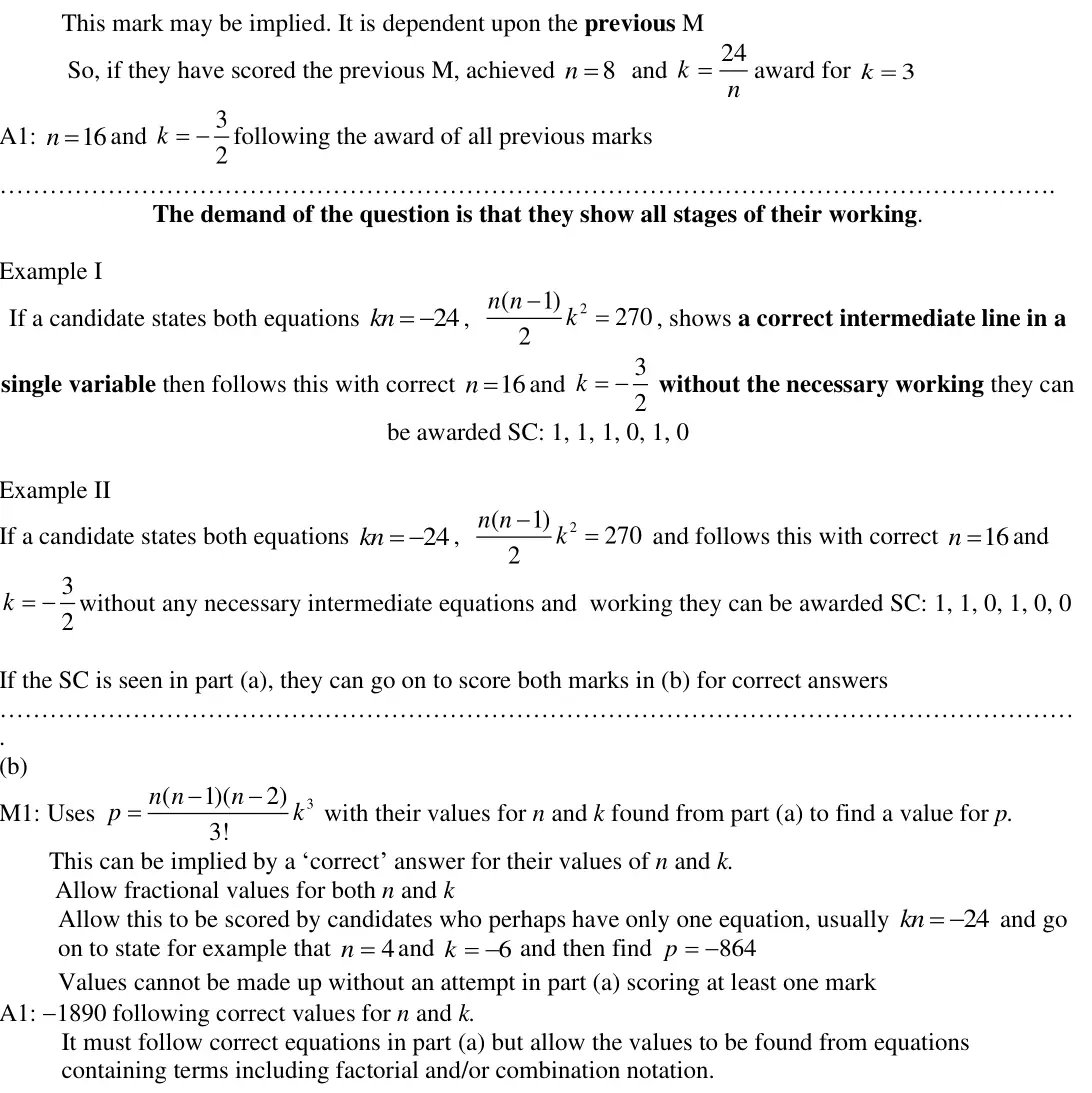 This mark may be implied. It is dependent upon the previous M
So, if they have scored the previous M, achieved n = 8 and k = 24/n award for k = 3
A1: n = 16 and k = −3/2 following the award of all previous marks
……………………………………………………………………………………………………………….
The demand of the question is that they show all stages of their working.
Example I
If a candidate states both equations kn = −24, n(n−1)/2 k² = 270, shows a correct intermediate line in a
single variable then follows this with correct n = 16 and k = −3/2 without the necessary working they can
be awarded SC: 1, 1, 1, 0, 1, 0
Example II
If a candidate states both equations kn = −24, n(n−1)/2 k² = 270 and follows this with correct n = 16 and
k = −3/2 without any necessary intermediate equations and working they can be awarded SC: 1, 1, 0, 1, 0, 0
If the SC is seen in part (a), they can go on to score both marks in (b) for correct answers
…………………………………………………………………………………………………………………
.
(b)
M1: Uses p = n(n−1)(n−2)/3! k³ with their values for n and k found from part (a) to find a value for p.
This can be implied by a ‘correct’ answer for their values of n and k.
Allow fractional values for both n and k
Allow this to be scored by candidates who perhaps have only one equation, usually kn = −24 and go
on to state for example that n = 4 and k = −6 and then find p = −864
Values cannot be made up without an attempt in part (a) scoring at least one mark
A1: −1890 following correct values for n and k.
It must follow correct equations in part (a) but allow the values to be found from equations
containing terms including factorial and/or combination notation.